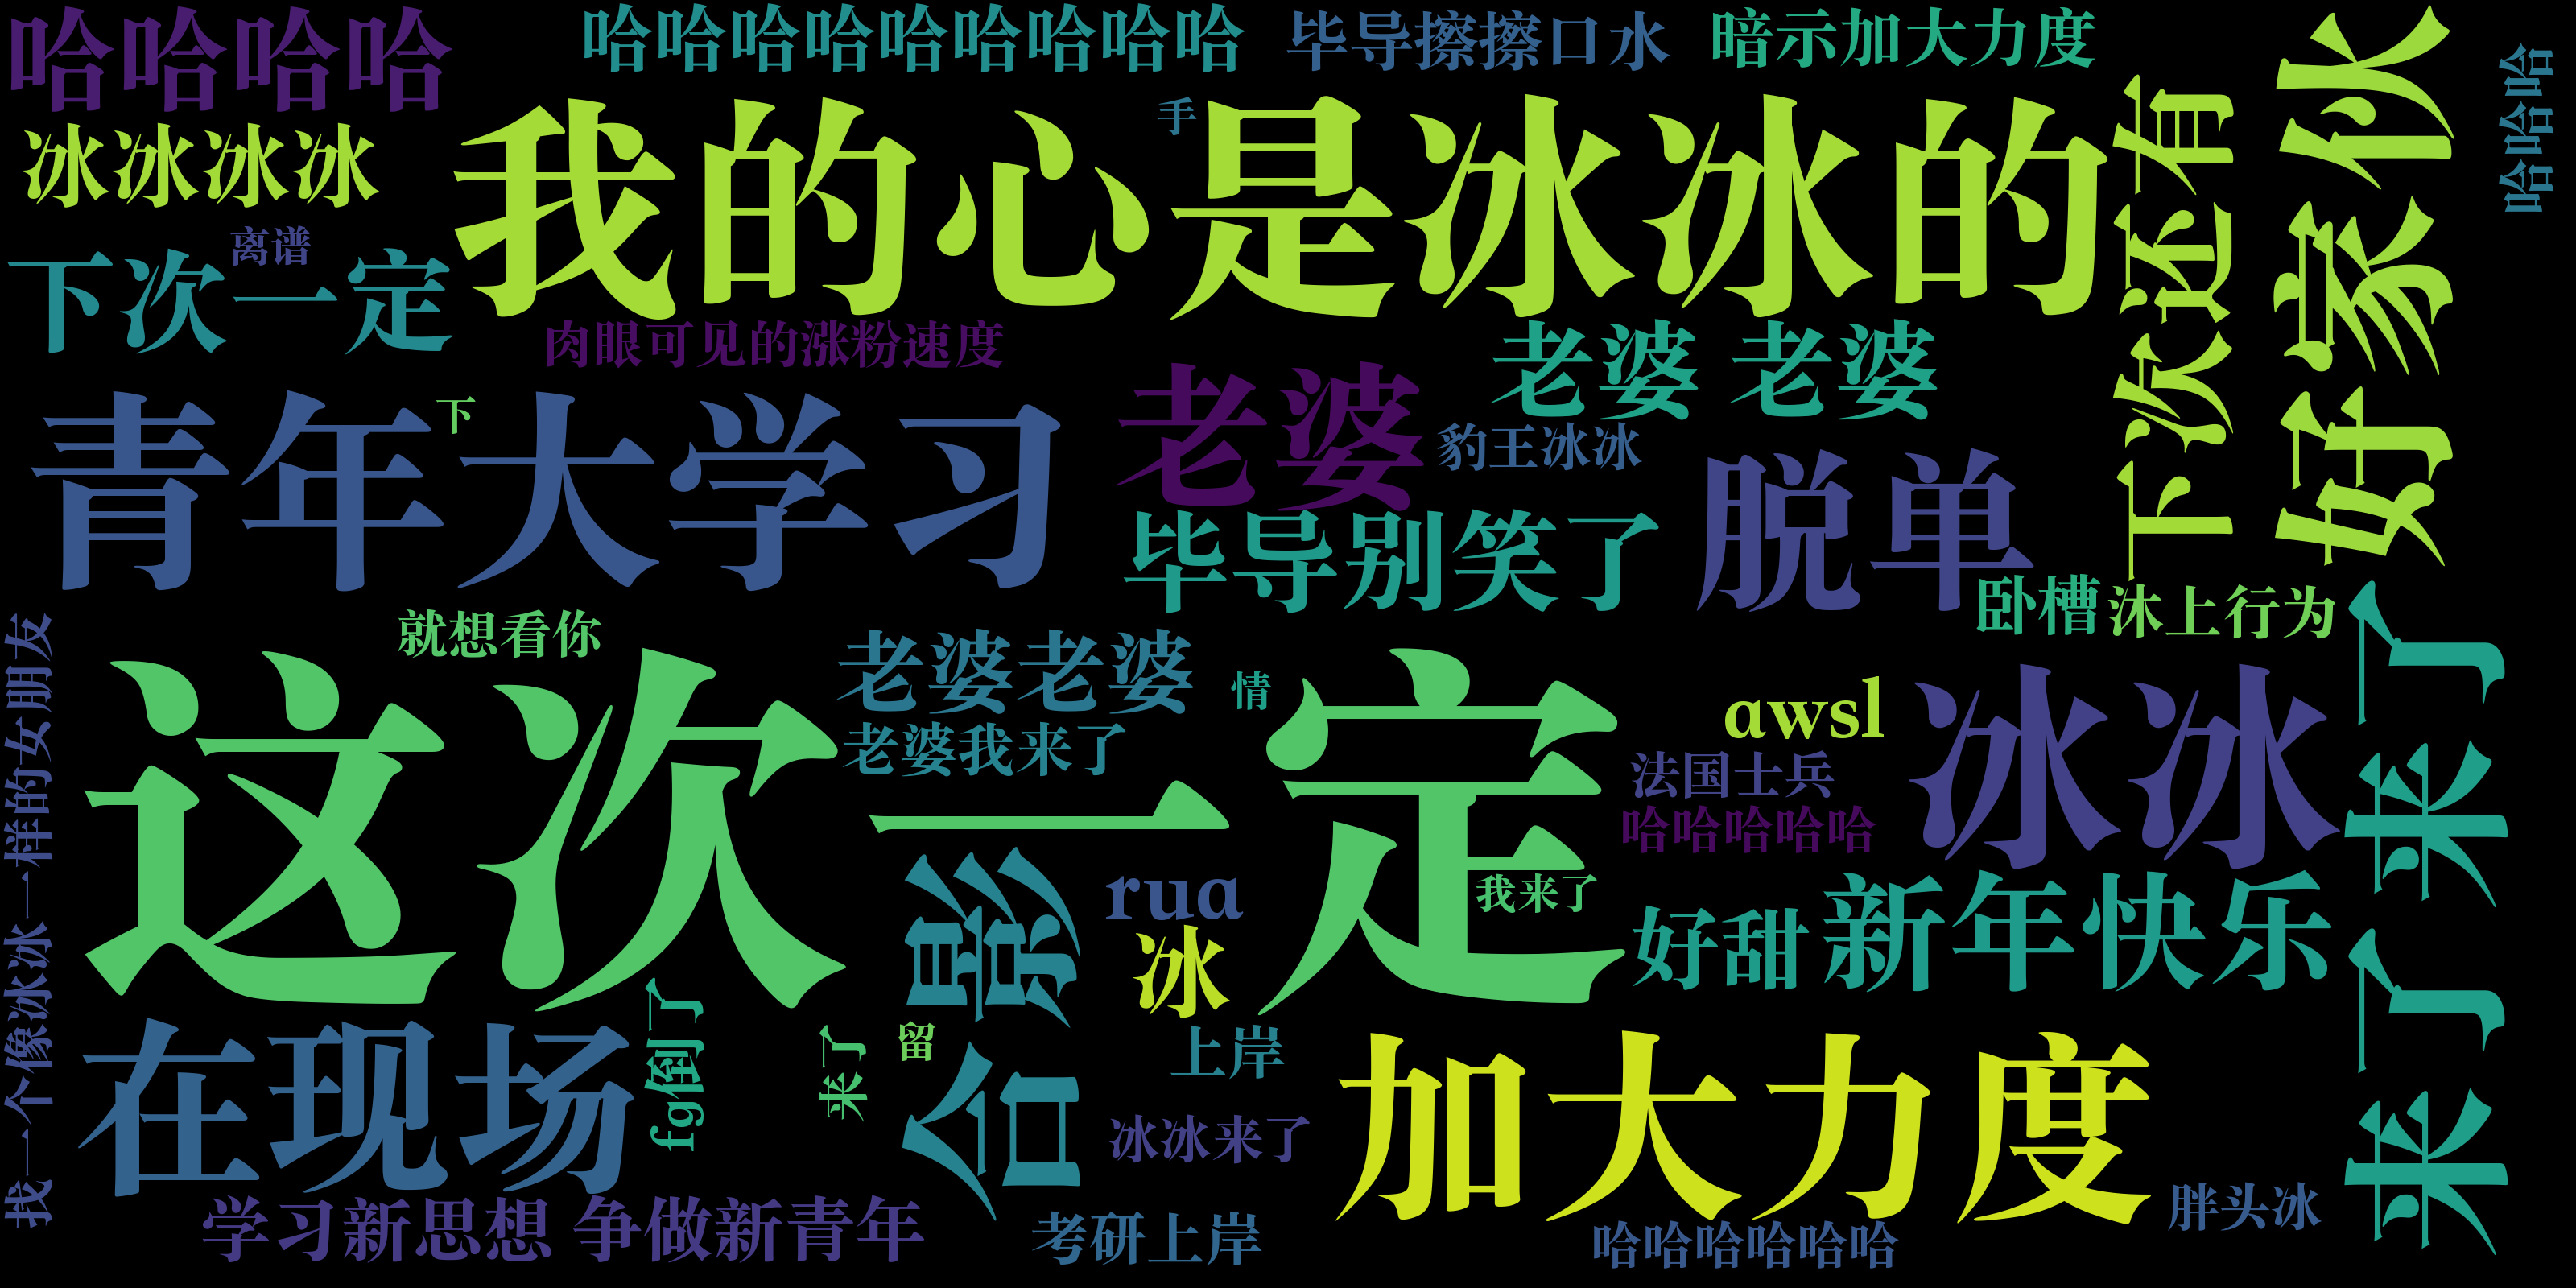 哈哈哈哈
哈哈哈哈哈哈哈哈哈
毕导擦擦口水
暗示加大力度
好家伙
哈哈哈
冰冰冰冰
我的心是冰冰的
手
下次还有
离谱
下次一定
肉眼可见的涨粉速度
老婆 老婆
老婆
青年大学习
下
豹王冰冰
脱单
毕导别笑了
卧槽
沐上行为
来了来了
就想看你
老婆老婆
情
awsl
冰冰
这次一定
老婆我来了
法国士兵
哈哈哈哈哈
找一个像冰冰一样的女朋友
合影
rua
我来了
好甜
新年快乐
冰
在现场
fg倒了
来了
留
上岸
加大力度
冰冰来了
学习新思想 争做新青年
考研上岸
哈哈哈哈哈哈
胖头冰